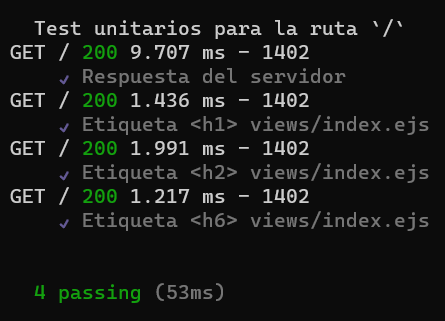 Test unitarios para la ruta `/`
GET / 200 9.707 ms - 1402
✓ Respuesta del servidor
GET / 200 1.436 ms - 1402
✓ Etiqueta <h1> views/index.ejs
GET / 200 1.991 ms - 1402
✓ Etiqueta <h2> views/index.ejs
GET / 200 1.217 ms - 1402
✓ Etiqueta <h6> views/index.ejs
4 passing (53ms)